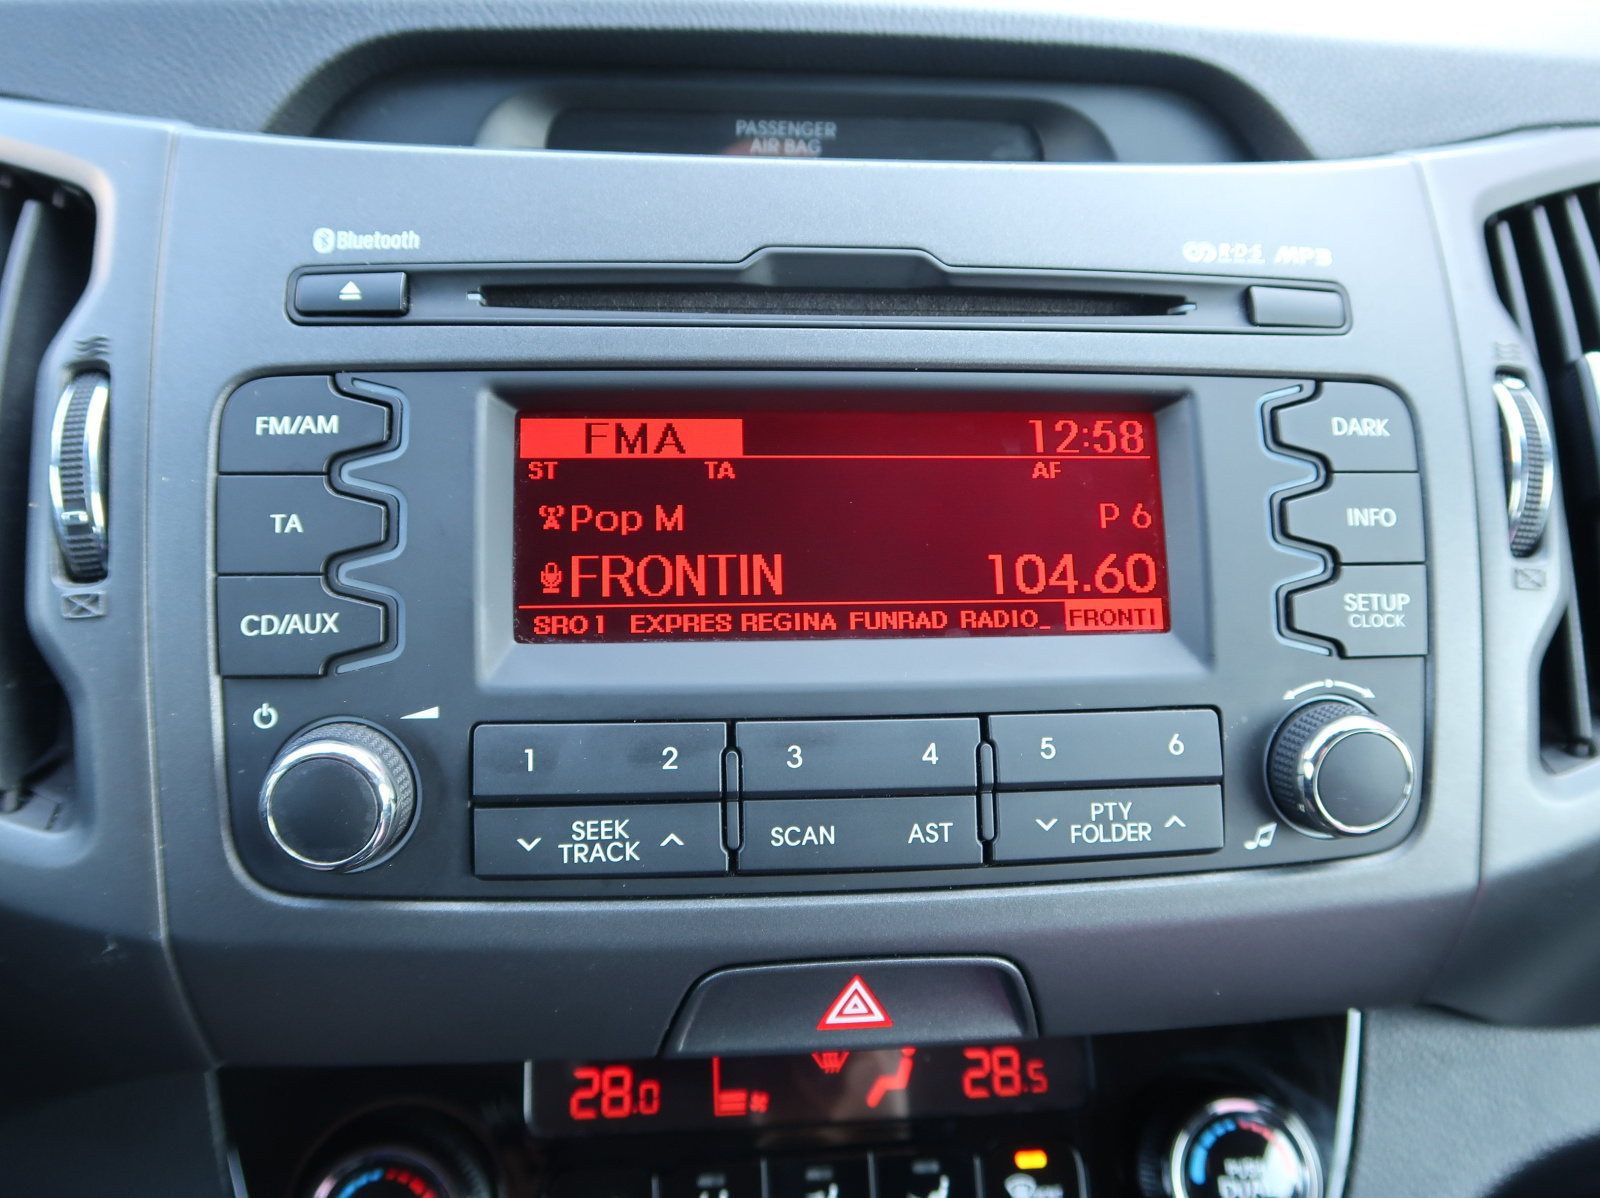 PASSENGER
AIR BAG
Bluetooth
RDS MP3
FM/AM
TA
CD/AUX
DARK
INFO
SETUP
CLOCK
FMA 12:58
ST TA AF
Pop M P 6
FRONTIN 104.60
SRO 1 EXPRES REGINA FUNRAD RADIO_ FRONTI
1 2 3 4 5 6
SEEK
TRACK
SCAN AST
PTY
FOLDER
28.0 28.5
DUAL